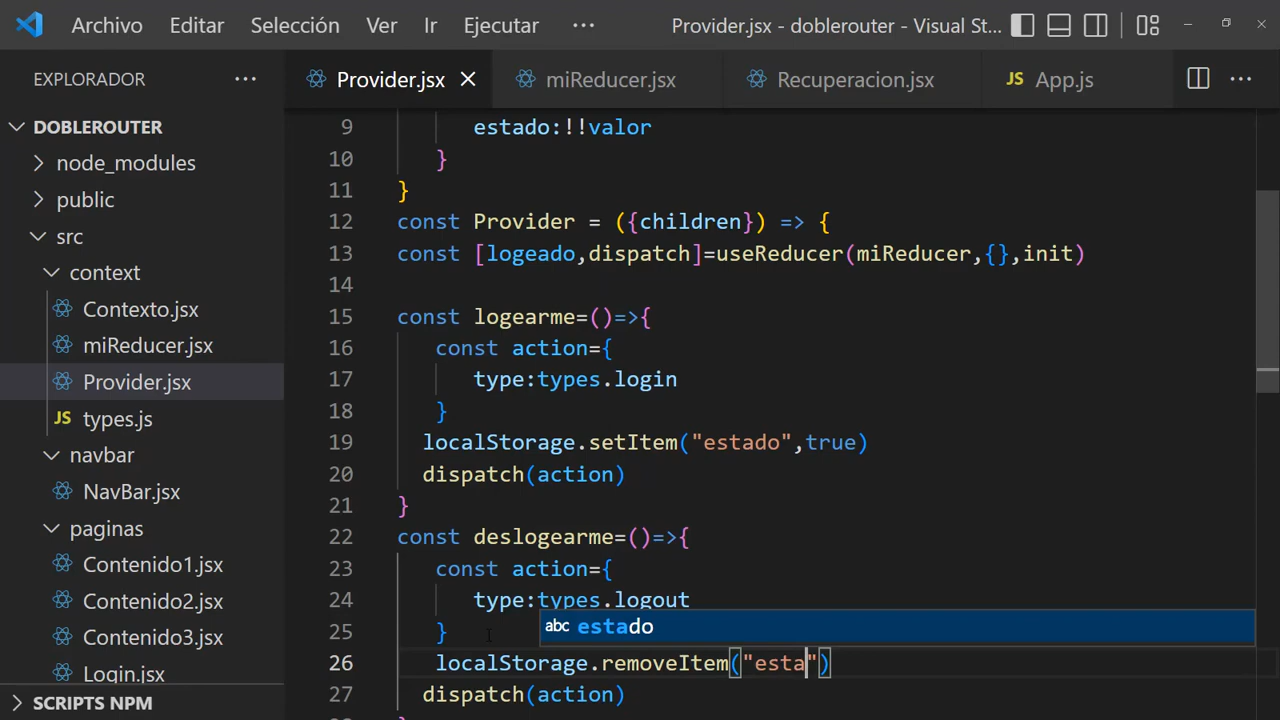 Archivo Editar Selección Ver Ir Ejecutar ··· Provider.jsx - doblerouter - Visual St...
EXPLORADOR ···
Provider.jsx
miReducer.jsx
Recuperacion.jsx
JS App.js
···
DOBLEROUTER
node_modules
public
src
context
Contexto.jsx
miReducer.jsx
Provider.jsx
JS types.js
navbar
NavBar.jsx
paginas
Contenido1.jsx
Contenido2.jsx
Contenido3.jsx
Login.jsx
SCRIPTS NPM
9 estado:!!valor
10 }
11 }
12 const Provider = ({children}) => {
13 const [logeado,dispatch]=useReducer(miReducer,{},init)
14
15 const logearme=()=>{
16 const action={
17 type:types.login
18 }
19 localStorage.setItem("estado",true)
20 dispatch(action)
21 }
22 const deslogearme=()=>{
23 const action={
24 type:types.logout
25 }
abc estado
26 localStorage.removeItem("esta")
27 dispatch(action)